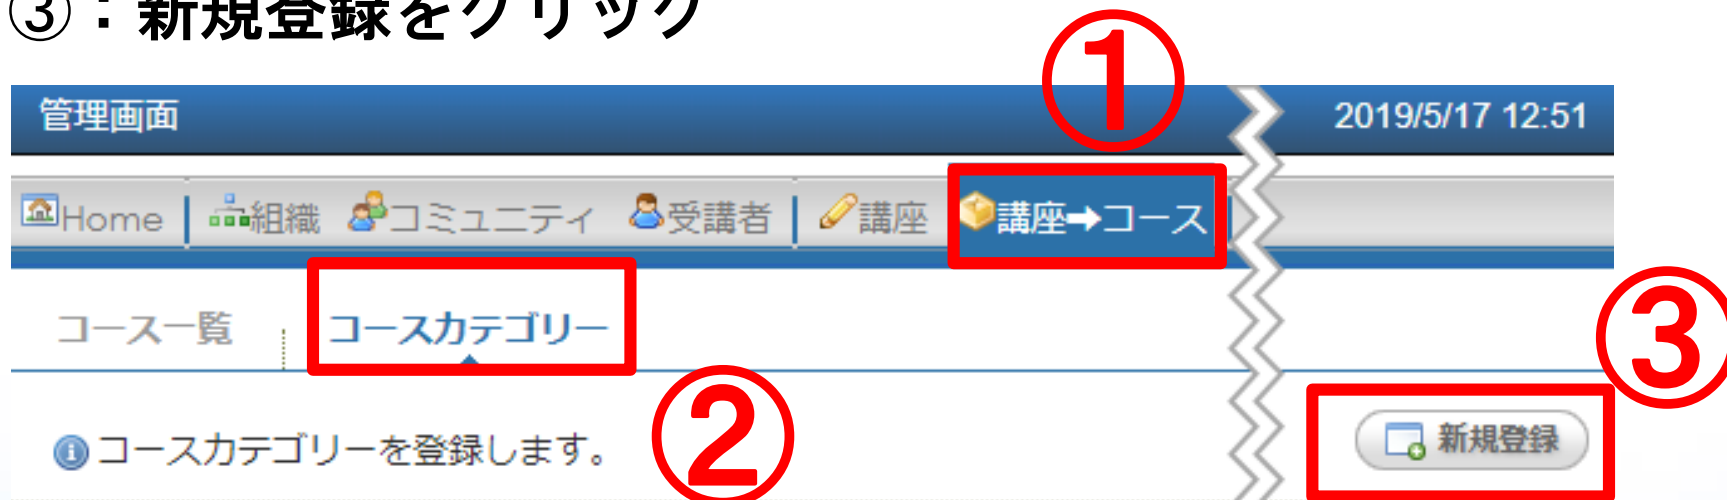 ③：新規登録をクリック
①
管理画面 2019/5/17 12:51
Home 組織 コミュニティ 受講者 講座 講座➡コース
コース一覧 コースカテゴリー
③
②
コースカテゴリーを登録します。 新規登録